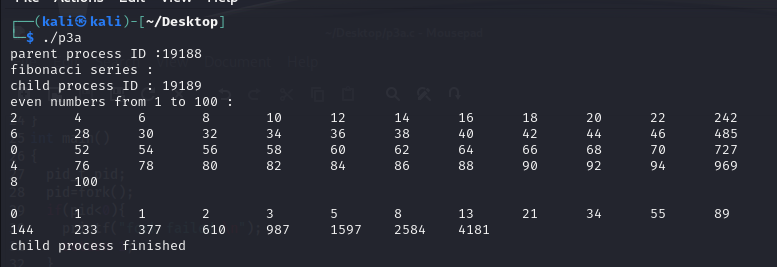 Actions Edit View Help
(kali㉿kali)-[~/Desktop]
$ ./p3a
parent process ID :19188
fibonacci series :
child process ID : 19189
even numbers from 1 to 100 :
2 4 6 8 10 12 14 16 18 20 22 242
6 28 30 32 34 36 38 40 42 44 46 485
0 52 54 56 58 60 62 64 66 68 70 727
4 76 78 80 82 84 86 88 90 92 94 969
8 100
0 1 1 2 3 5 8 13 21 34 55 89
144 233 377 610 987 1597 2584 4181
child process finished